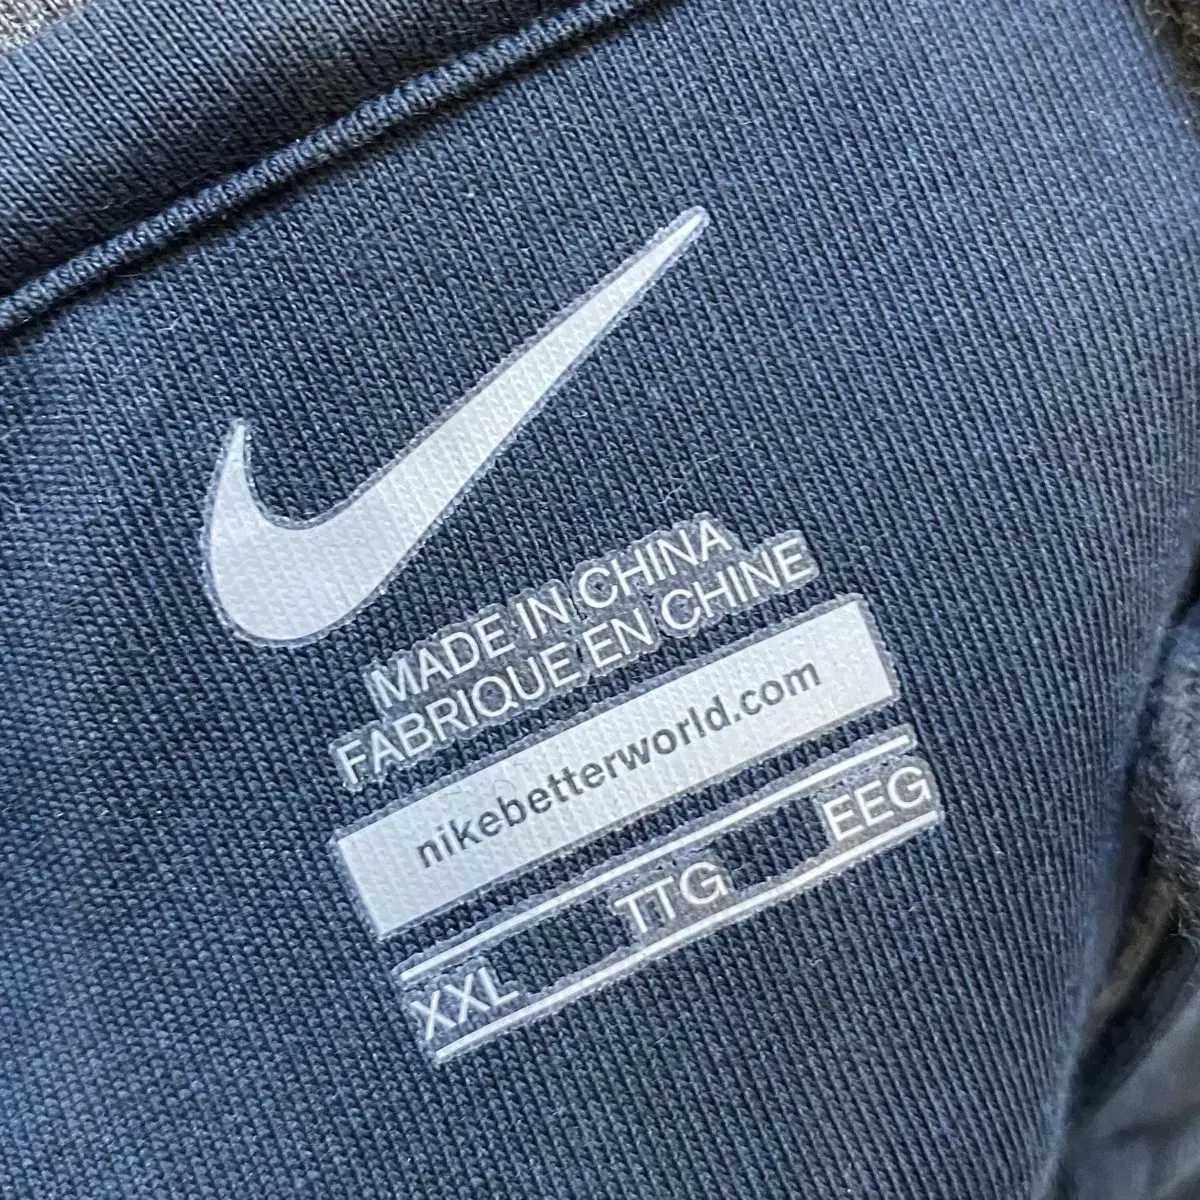 MADE IN CHINA
FABRIQUE EN CHINE
nikebetterworld.com
XXL TTG EEG